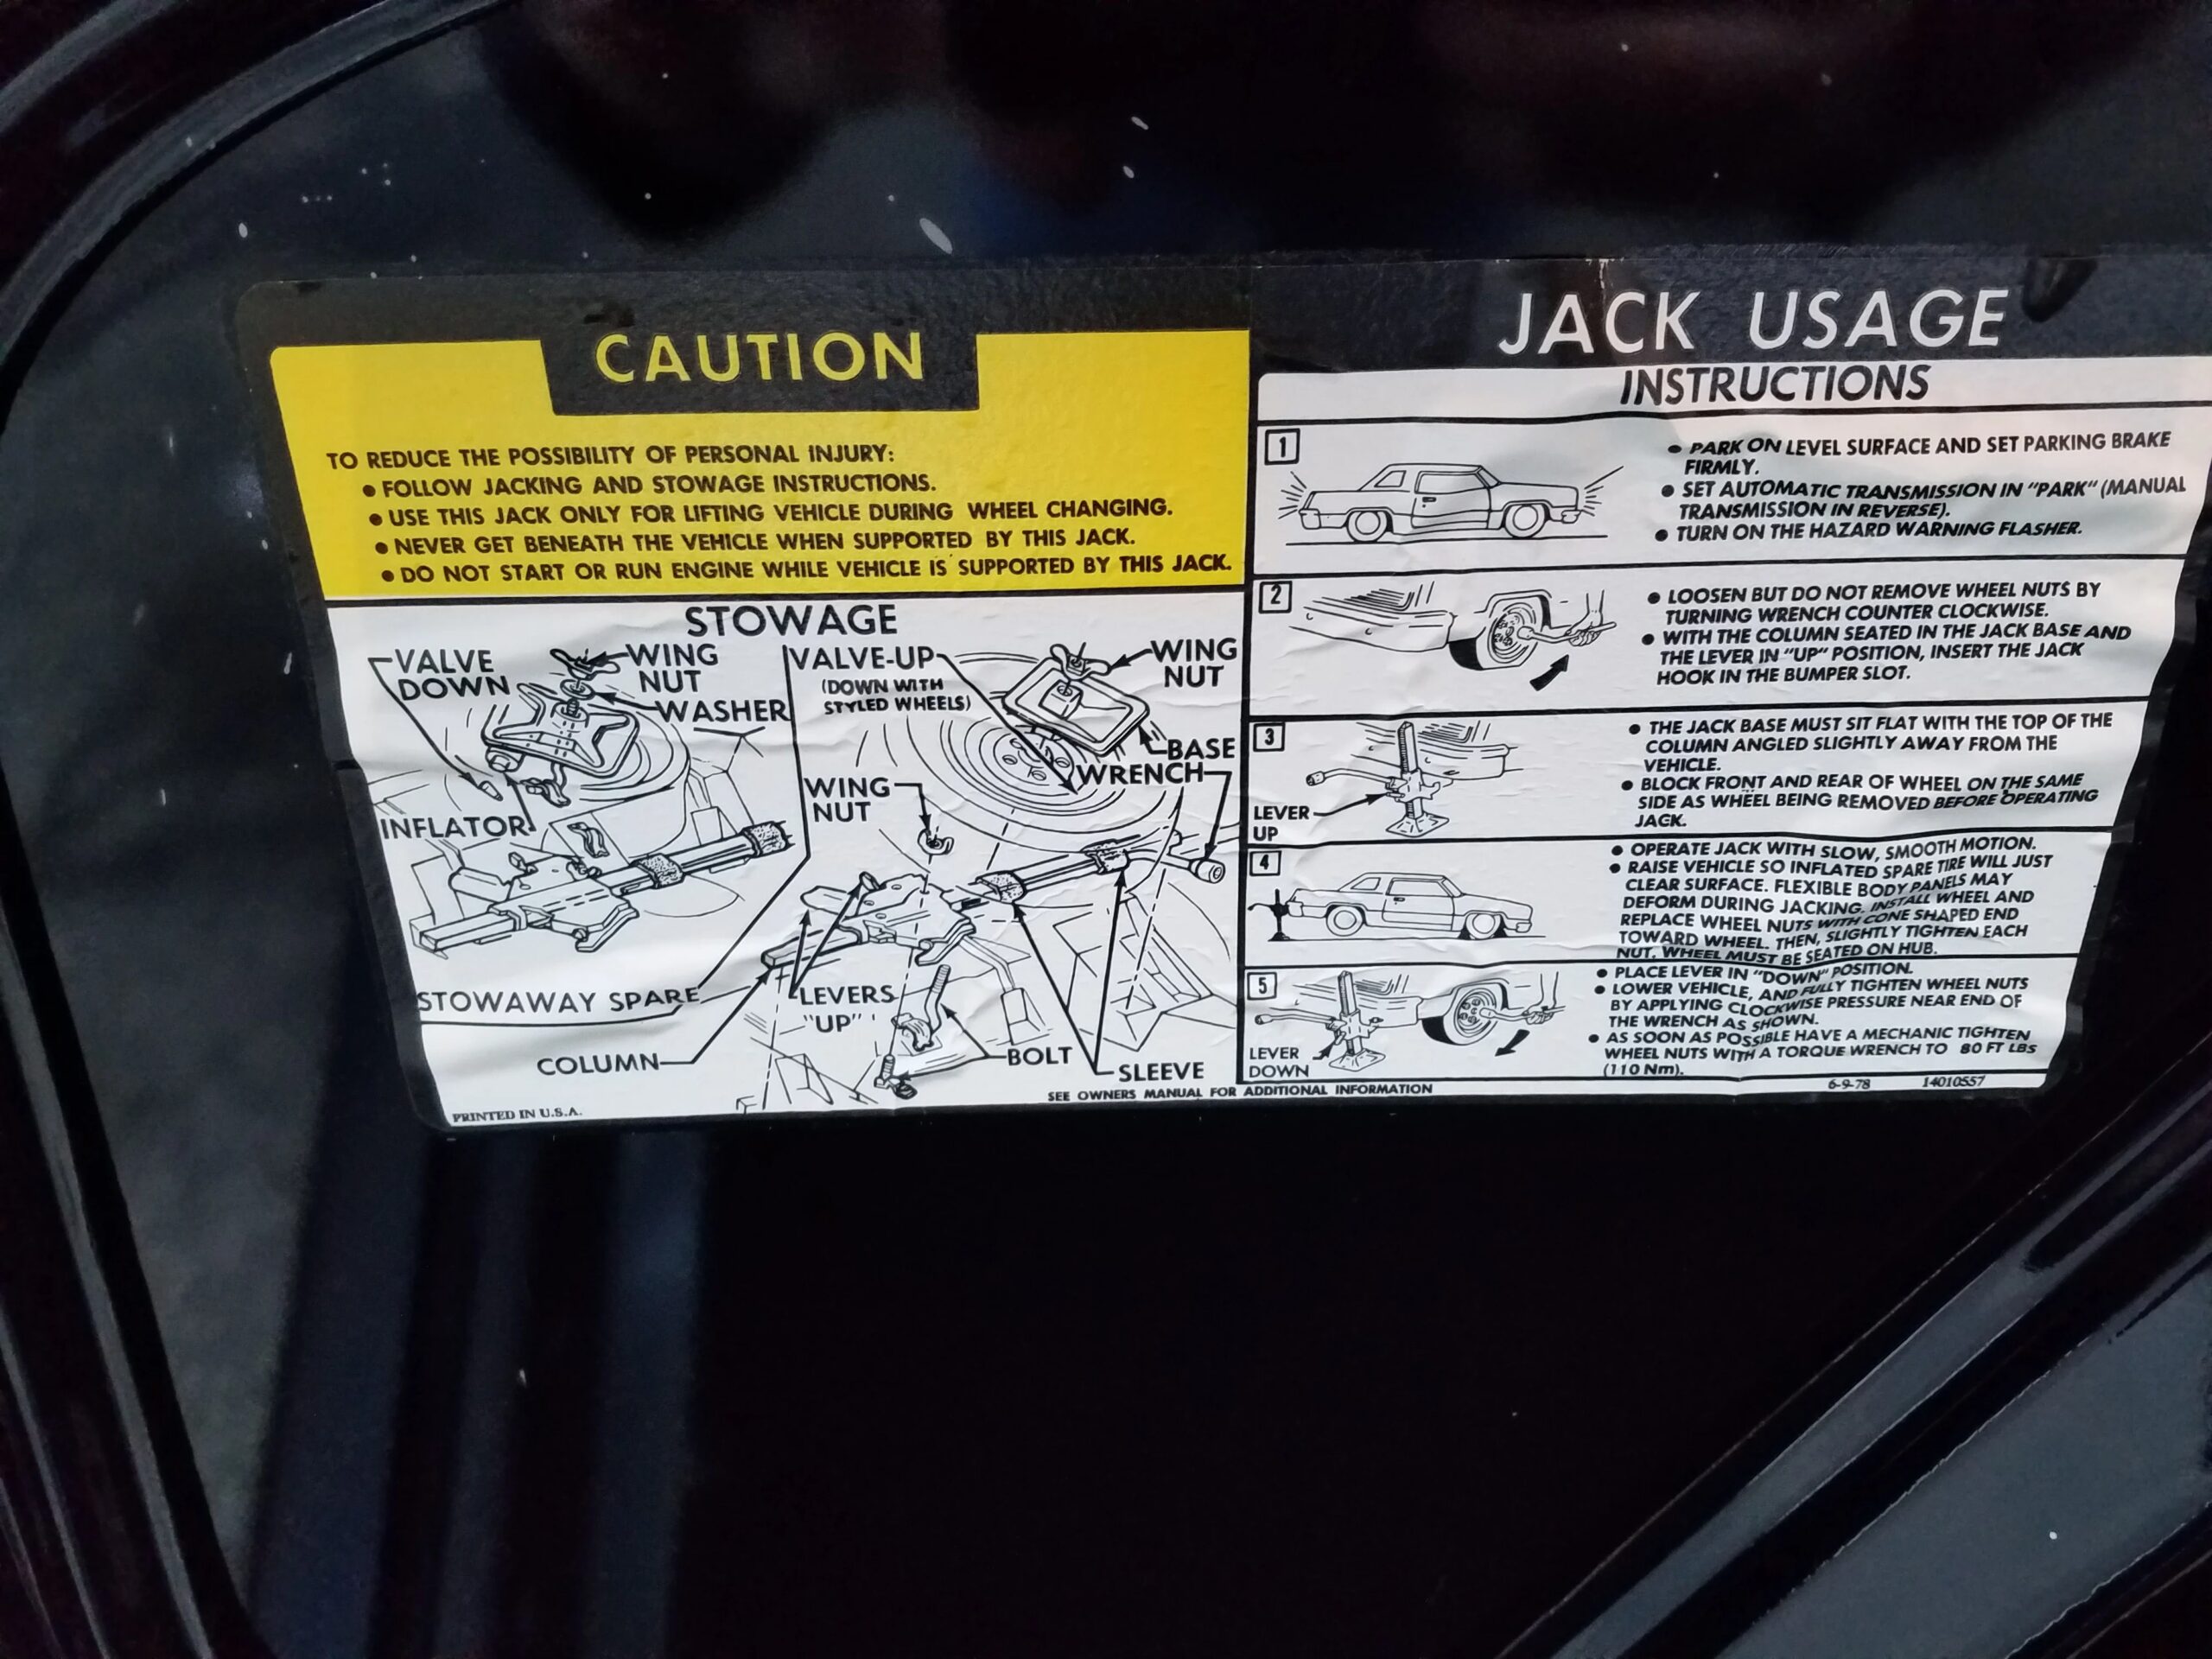 CAUTION
TO REDUCE THE POSSIBILITY OF PERSONAL INJURY:
• FOLLOW JACKING AND STOWAGE INSTRUCTIONS.
• USE THIS JACK ONLY FOR LIFTING VEHICLE DURING WHEEL CHANGING.
• NEVER GET BENEATH THE VEHICLE WHEN SUPPORTED BY THIS JACK.
• DO NOT START OR RUN ENGINE WHILE VEHICLE IS SUPPORTED BY THIS JACK.
STOWAGE
VALVE
DOWN
WING
NUT
WASHER
INFLATOR
STOWAWAY SPARE
VALVE-UP
(DOWN WITH
STYLED WHEELS)
WING
NUT
BASE
WRENCH
WING
NUT
LEVERS
"UP"
COLUMN
BOLT
SLEEVE
PRINTED IN U.S.A.
JACK USAGE
INSTRUCTIONS
1
• PARK ON LEVEL SURFACE AND SET PARKING BRAKE
FIRMLY.
• SET AUTOMATIC TRANSMISSION IN "PARK" (MANUAL
TRANSMISSION IN REVERSE).
• TURN ON THE HAZARD WARNING FLASHER.
2
• LOOSEN BUT DO NOT REMOVE WHEEL NUTS BY
TURNING WRENCH COUNTER CLOCKWISE.
• WITH THE COLUMN SEATED IN THE JACK BASE AND
THE LEVER IN "UP" POSITION, INSERT THE JACK
HOOK IN THE BUMPER SLOT.
3
LEVER
UP
• THE JACK BASE MUST SIT FLAT WITH THE TOP OF THE
COLUMN ANGLED SLIGHTLY AWAY FROM THE
VEHICLE.
• BLOCK FRONT AND REAR OF WHEEL ON THE SAME
SIDE AS WHEEL BEING REMOVED BEFORE OPERATING
JACK.
4
• OPERATE JACK WITH SLOW, SMOOTH MOTION.
• RAISE VEHICLE SO INFLATED SPARE TIRE WILL JUST
CLEAR SURFACE. FLEXIBLE BODY PANELS MAY
DEFORM DURING JACKING. INSTALL WHEEL AND
REPLACE WHEEL NUTS WITH CONE SHAPED END
TOWARD WHEEL. THEN, SLIGHTLY TIGHTEN EACH
NUT, WHEEL MUST BE SEATED ON HUB.
5
LEVER
DOWN
• PLACE LEVER IN "DOWN" POSITION.
• LOWER VEHICLE, AND FULLY TIGHTEN WHEEL NUTS
BY APPLYING CLOCKWISE PRESSURE NEAR END OF
THE WRENCH AS SHOWN.
• AS SOON AS POSSIBLE HAVE A MECHANIC TIGHTEN
WHEEL NUTS WITH A TORQUE WRENCH TO 80 FT LBS
(110 Nm).
SEE OWNERS MANUAL FOR ADDITIONAL INFORMATION
6-9-78 14010557